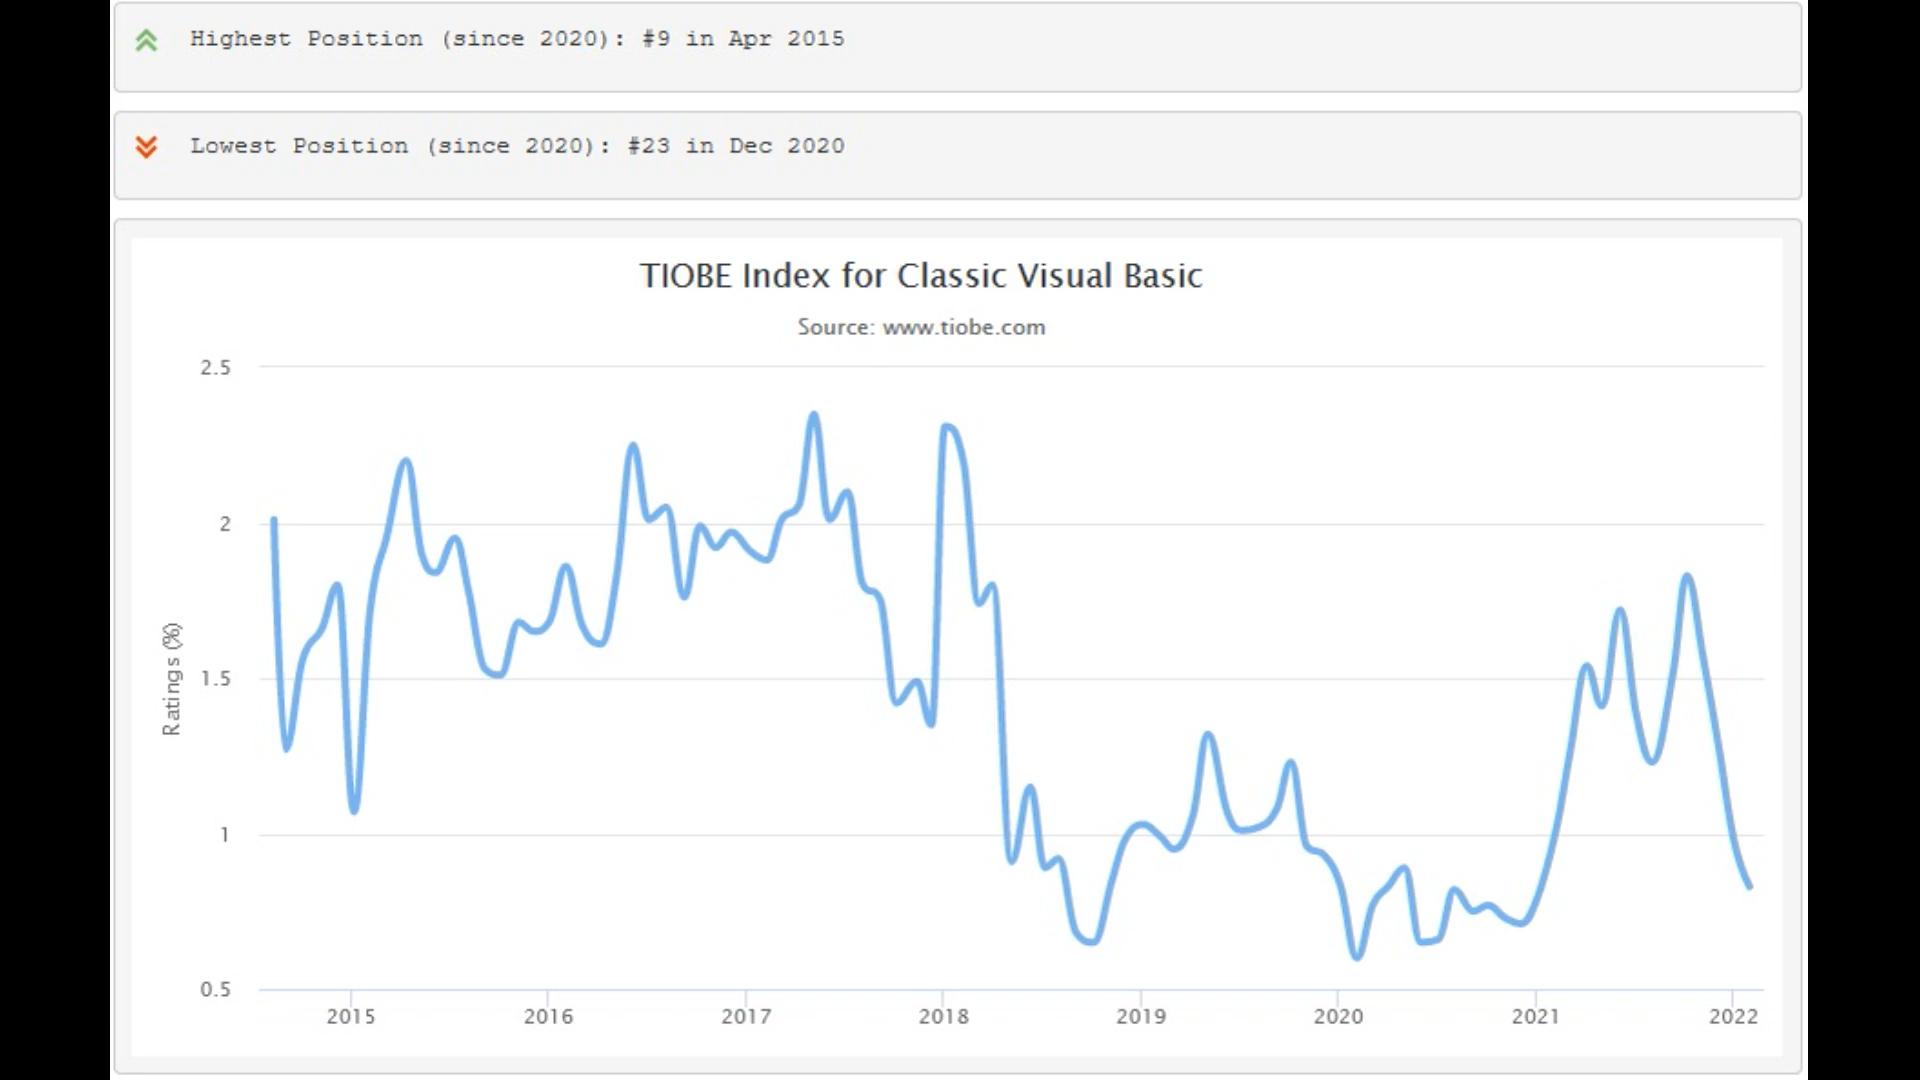 Highest Position (since 2020): #9 in Apr 2015
Lowest Position (since 2020): #23 in Dec 2020
TIOBE Index for Classic Visual Basic
Source: www.tiobe.com
2.5
2
1.5
1
0.5
Ratings (%)
2015 2016 2017 2018 2019 2020 2021 2022